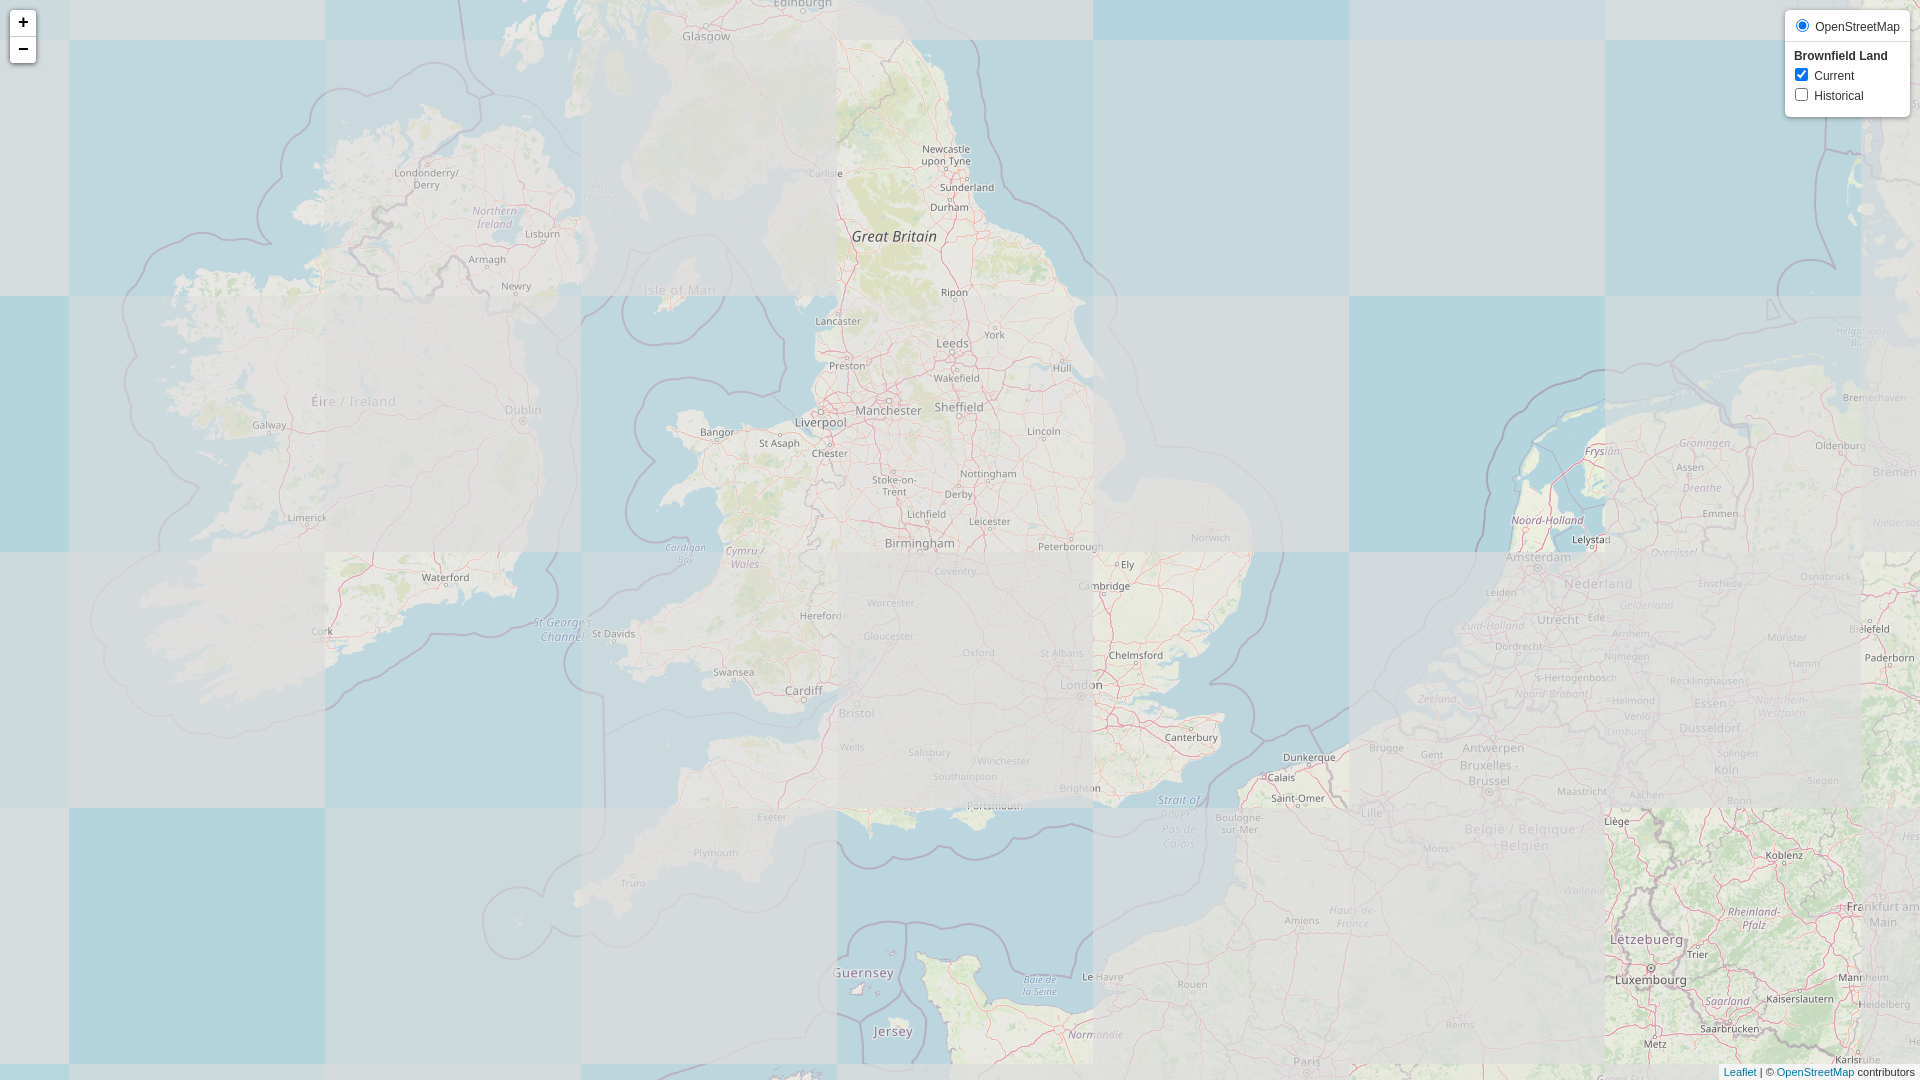 +
−
OpenStreetMap
Brownfield Land
Current
Historical
Edinburgh
Glasgow
Londonderry/
Derry
Northern
Ireland
Lisburn
Armagh
Newry
Isle of Man
Carlisle
Newcastle
upon Tyne
Sunderland
Durham
Great Britain
Ripon
Lancaster
York
Leeds
Preston
Hull
Wakefield
Manchester
Sheffield
Liverpool
Lincoln
Bangor
St Asaph
Chester
Éire / Ireland
Dublin
Galway
Limerick
Stoke-on-
Trent
Nottingham
Derby
Lichfield
Leicester
Birmingham
Peterborough
Norwich
Cardigan
Bay
Cymru /
Wales
Coventry
Ely
Cambridge
Waterford
Cork
St George's
Channel
St Davids
Worcester
Hereford
Gloucester
Oxford
St Albans
Chelmsford
Swansea
Cardiff
London
Bristol
Wells
Salisbury
Winchester
Southampton
Canterbury
Brighton
Portsmouth
Exeter
Plymouth
Truro
Strait of
Dover /
Pas de
Calais
Dunkerque
Calais
Saint-Omer
Boulogne-
sur-Mer
Guernsey
Jersey
Baie de
la Seine
Le Havre
Rouen
Normandie
Amiens
Hauts-de-
France
Reims
Paris
Helgoländer
Bucht
Bremerhaven
Groningen
Oldenburg
Fryslân
Assen
Drenthe
Bremen
Emmen
Noord-Holland
Lelystad
Amsterdam
Overijssel
Nederland
Enschede
Osnabrück
Leiden
Gelderland
Utrecht
Ede
Zuid-Holland
Arnhem
Bielefeld
Münster
Dordrecht
Nijmegen
Paderborn
Hamm
's-Hertogenbosch
Recklinghausen
Zeeland
Noord-Brabant
Helmond
Essen
Nordrhein-
Westfalen
Venlo
Düsseldorf
Limburg
Brugge
Antwerpen
Gent
Solingen
Bruxelles -
Brussel
Köln
Maastricht
Aachen
Siegen
Bonn
Lille
België / Belgique /
Belgien
Mons
Liège
Koblenz
Wallonie
Rheinland-
Pfalz
Frankfurt am
Main
Lëtzebuerg
Trier
Luxembourg
Mannheim
Saarland
Kaiserslautern
Heidelberg
Saarbrücken
Metz
Karlsruhe
Leaflet | © OpenStreetMap contributors